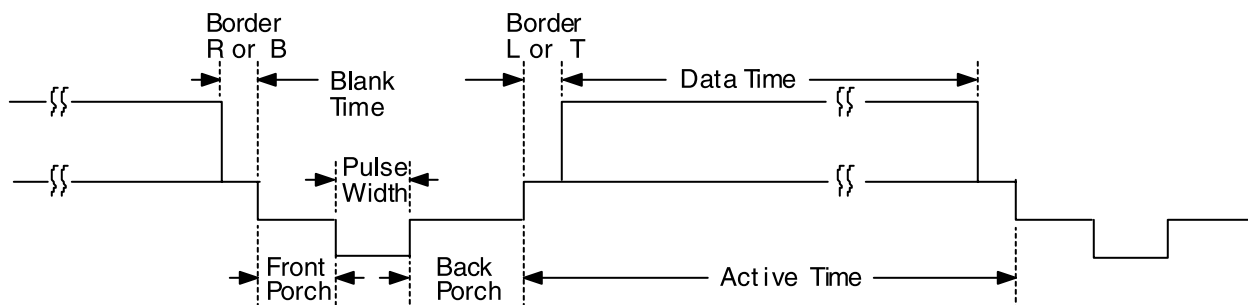 Border
R or B
Border
L or T
Blank
Time
Data Time
Pulse
Width
Front
Porch
Back
Porch
Active Time